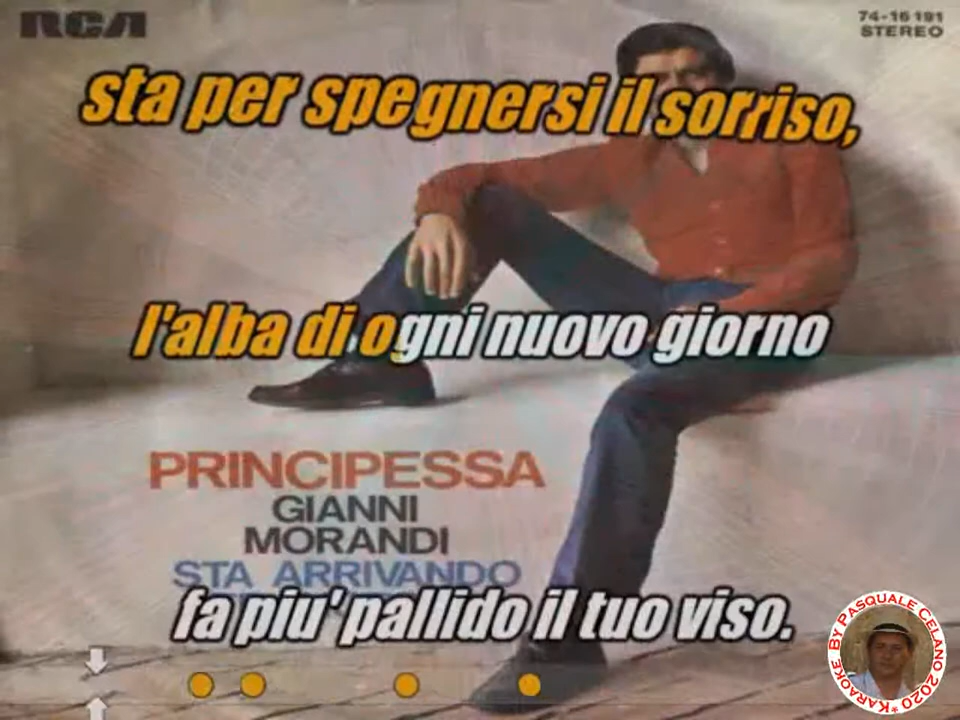 RCA
74-16191
STEREO
sta per spegnersi il sorriso,
l'alba di ogni nuovo giorno
PRINCIPESSA
GIANNI
MORANDI
STA ARRIVANDO
fa piu' pallido il tuo viso.
KARAOKE BY PASQUALE CELANO 2020*